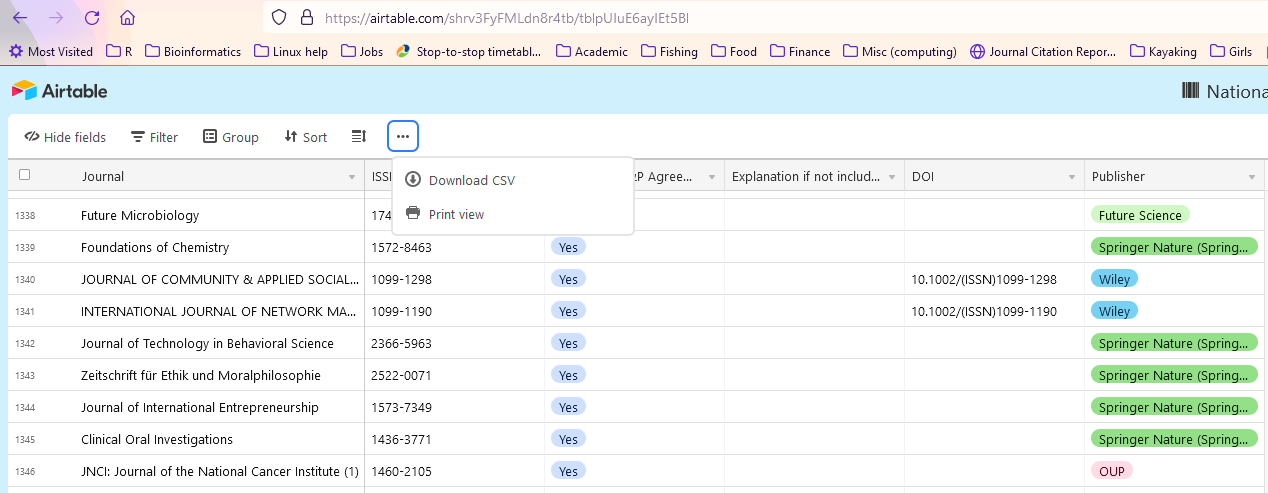 https://airtable.com/shrv3FyFMLdn8r4tb/tblpUIuE6ayIEt5Bl
Most Visited R Bioinformatics Linux help Jobs Stop-to-stop timetabl... Academic Fishing Food Finance Misc (computing) Journal Citation Repor... Kayaking Girls
Airtable Nationa
Hide fields Filter Group Sort
Journal ISSN &P Agree... Explanation if not includ... DOI Publisher
Download CSV
Print view
1338 Future Microbiology 174 Future Science
1339 Foundations of Chemistry 1572-8463 Yes Springer Nature (Spring...
1340 JOURNAL OF COMMUNITY & APPLIED SOCIAL... 1099-1298 Yes 10.1002/(ISSN)1099-1298 Wiley
1341 INTERNATIONAL JOURNAL OF NETWORK MA... 1099-1190 Yes 10.1002/(ISSN)1099-1190 Wiley
1342 Journal of Technology in Behavioral Science 2366-5963 Yes Springer Nature (Spring...
1343 Zeitschrift für Ethik und Moralphilosophie 2522-0071 Yes Springer Nature (Spring...
1344 Journal of International Entrepreneurship 1573-7349 Yes Springer Nature (Spring...
1345 Clinical Oral Investigations 1436-3771 Yes Springer Nature (Spring...
1346 JNCI: Journal of the National Cancer Institute (1) 1460-2105 Yes OUP